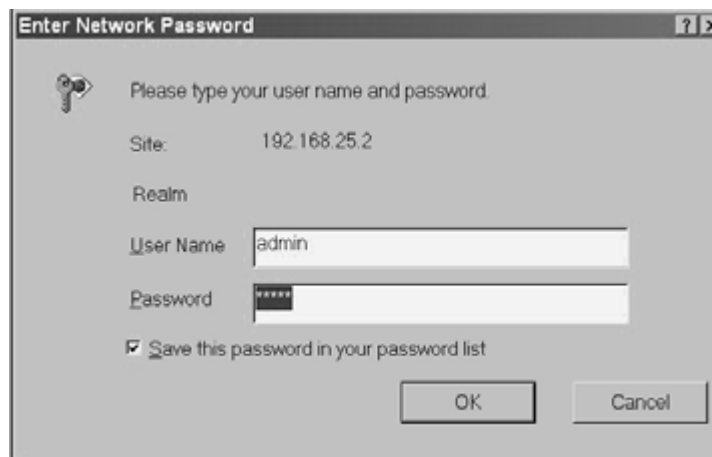 Enter Network Password
Please type your user name and password.
Site: 192.168.25.2
Realm
User Name admin
Password *****
Save this password in your password list
OK Cancel